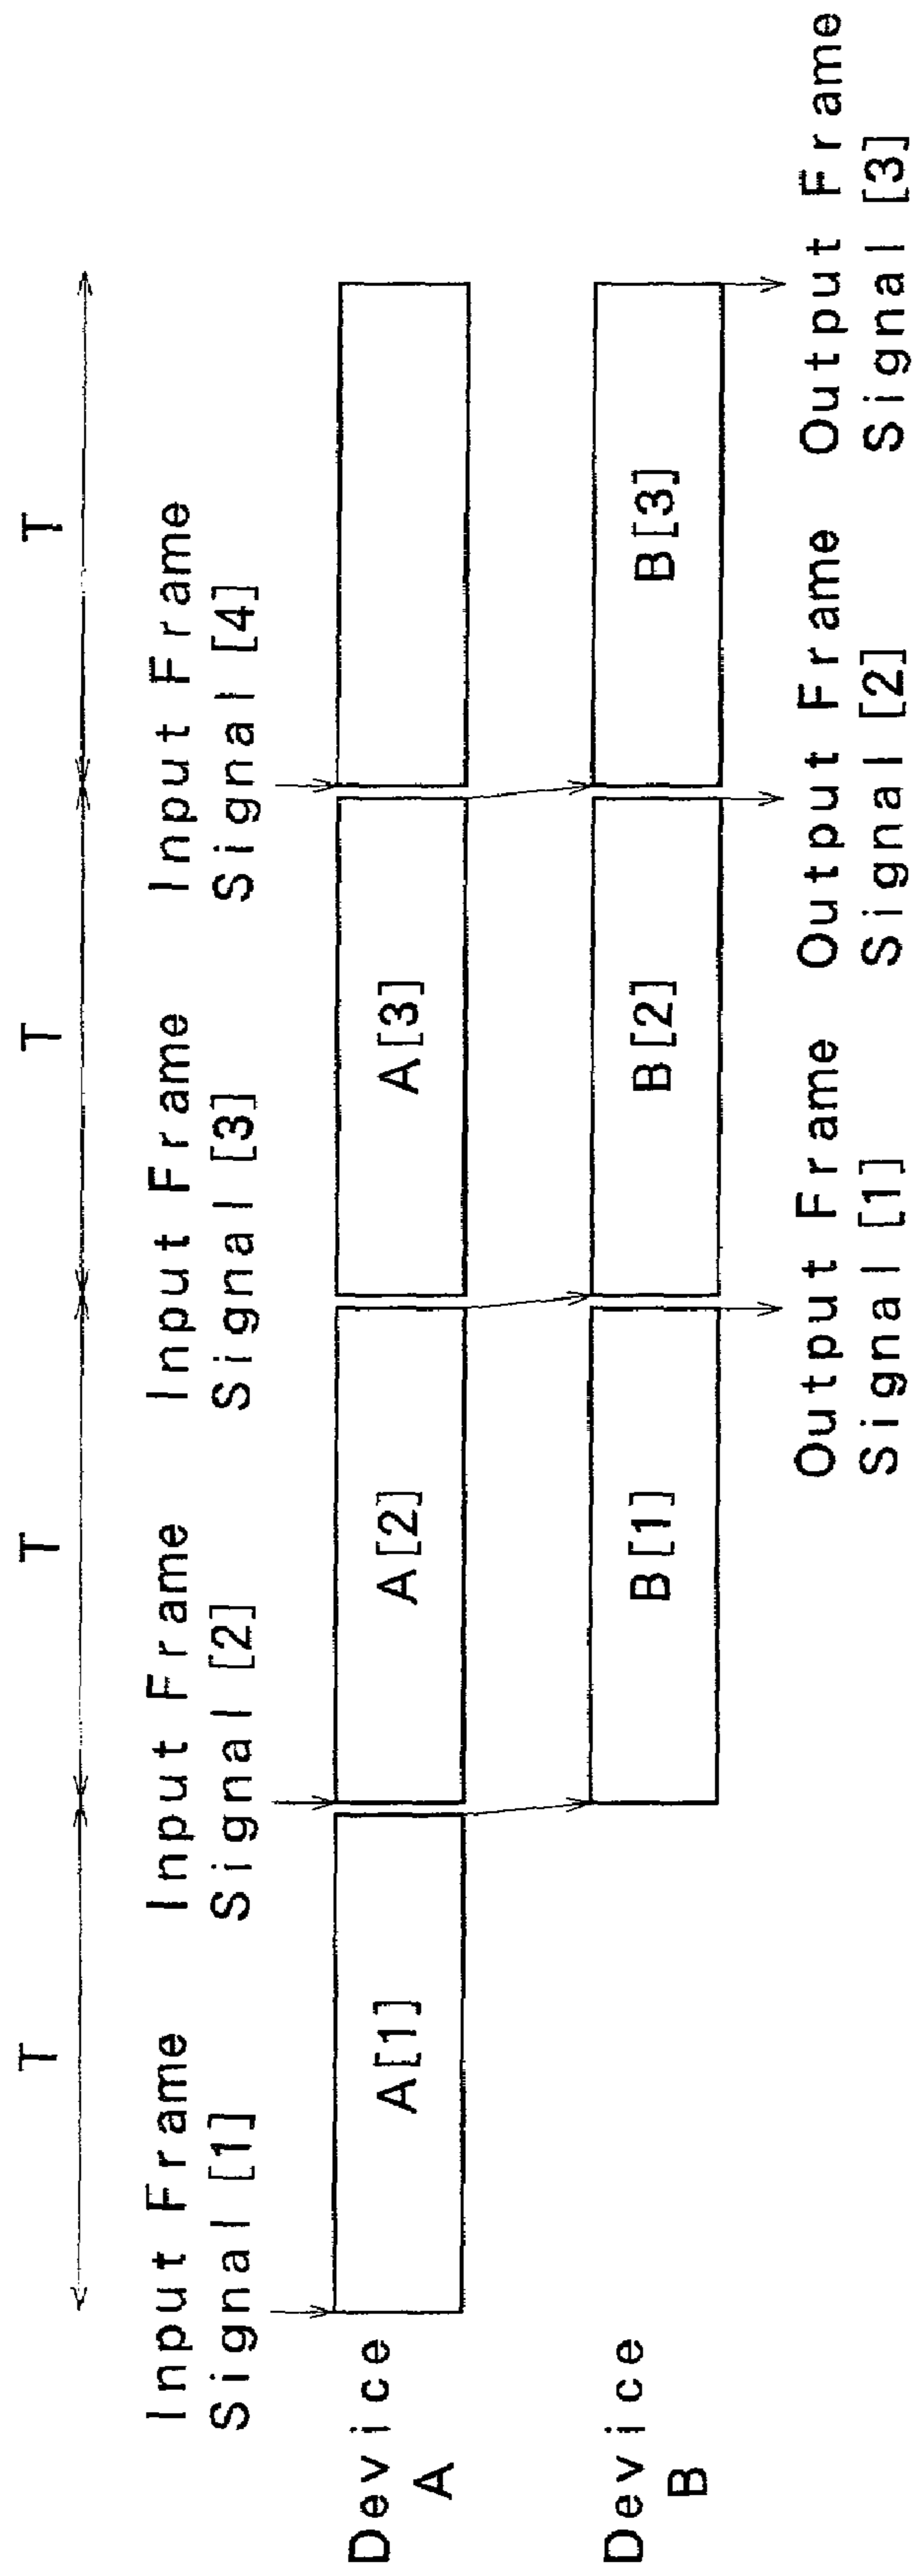 T
T
T
T
Input Frame
Signal [1]
Input Frame
Signal [2]
Input Frame
Signal [3]
Input Frame
Signal [4]
Device
A
A[1]
A[2]
A[3]
Device
B
B[1]
B[2]
B[3]
Output Frame
Signal [1]
Output Frame
Signal [2]
Output Frame
Signal [3]